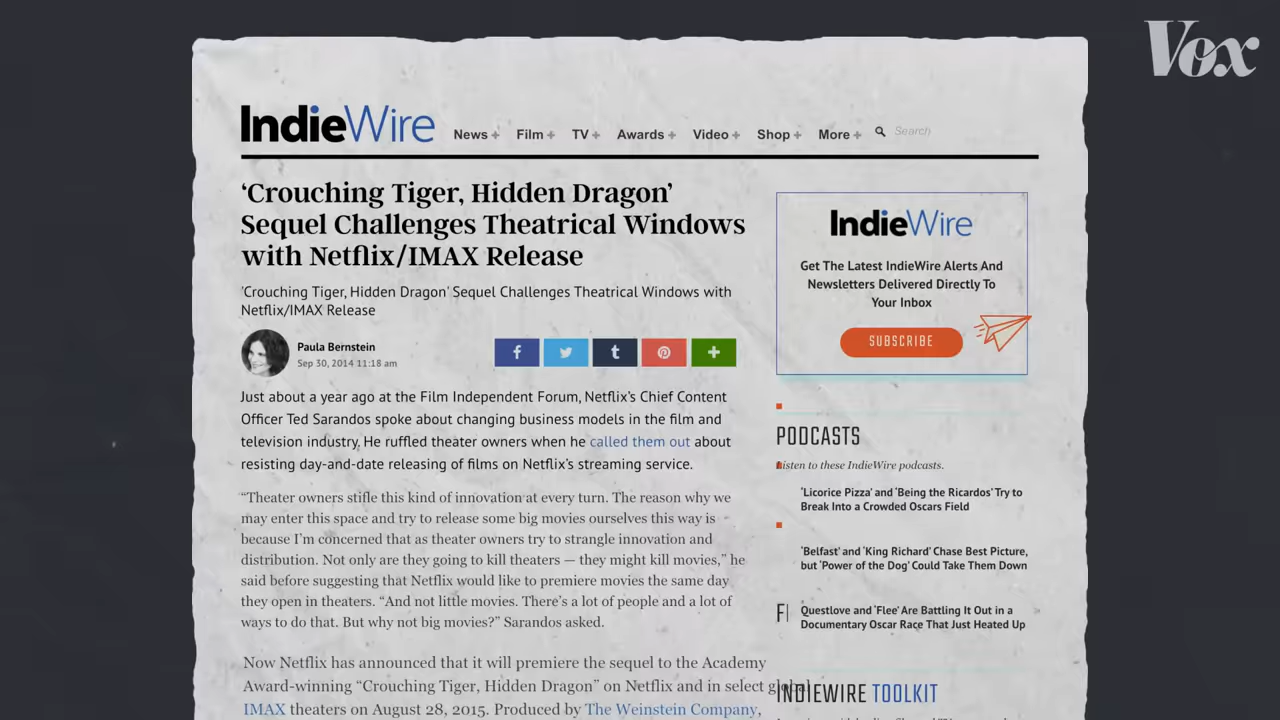 Vox
IndieWire
News + Film + TV + Awards + Video + Shop + More + Search
‘Crouching Tiger, Hidden Dragon’
Sequel Challenges Theatrical Windows
with Netflix/IMAX Release
'Crouching Tiger, Hidden Dragon' Sequel Challenges Theatrical Windows with
Netflix/IMAX Release
Paula Bernstein
Sep 30, 2014 11:18 am
f t +
Just about a year ago at the Film Independent Forum, Netflix’s Chief Content
Officer Ted Sarandos spoke about changing business models in the film and
television industry. He ruffled theater owners when he called them out about
resisting day-and-date releasing of films on Netflix’s streaming service.
“Theater owners stifle this kind of innovation at every turn. The reason why we
may enter this space and try to release some big movies ourselves this way is
because I’m concerned that as theater owners try to strangle innovation and
distribution. Not only are they going to kill theaters — they might kill movies,” he
said before suggesting that Netflix would like to premiere movies the same day
they open in theaters. “And not little movies. There’s a lot of people and a lot of
ways to do that. But why not big movies?” Sarandos asked.
Now Netflix has announced that it will premiere the sequel to the Academy
Award-winning “Crouching Tiger, Hidden Dragon” on Netflix and in select global
IMAX theaters on August 28, 2015. Produced by The Weinstein Company,
IndieWire
Get The Latest IndieWire Alerts And
Newsletters Delivered Directly To
Your Inbox
SUBSCRIBE
PODCASTS
Listen to these IndieWire podcasts.
‘Licorice Pizza’ and ‘Being the Ricardos’ Try to
Break Into a Crowded Oscars Field
‘Belfast’ and ‘King Richard’ Chase Best Picture,
but ‘Power of the Dog’ Could Take Them Down
Questlove and ‘Flee’ Are Battling It Out in a
Documentary Oscar Race That Just Heated Up
INDIEWIRE TOOLKIT